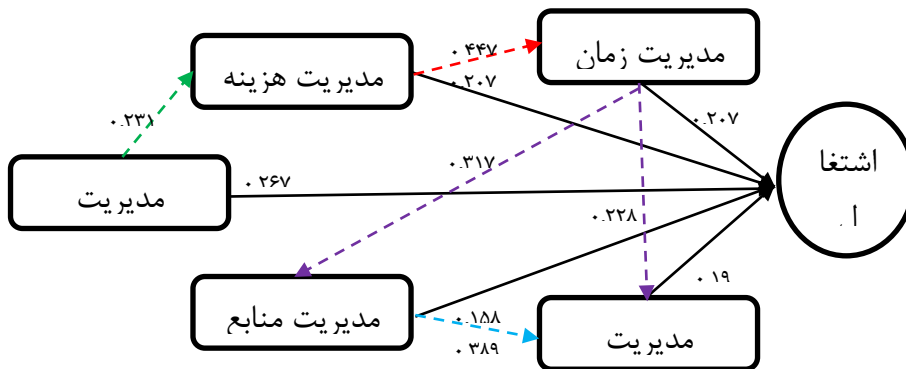 مدیریت زمان
۰.۴۴۷
مدیریت هزینه
۰.۲۰۷
۰.۲۰۷
۰.۲۳۱
اشتغا
ل
۰.۳۱۷
۰.۲۶۷
مدیریت
۰.۲۲۸
۰.۱۹
مدیریت منابع
۰.۱۵۸
مدیریت
۰.۳۸۹